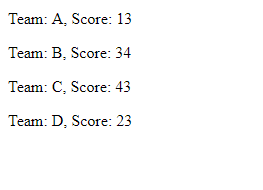 Team: A, Score: 13
Team: B, Score: 34
Team: C, Score: 43
Team: D, Score: 23